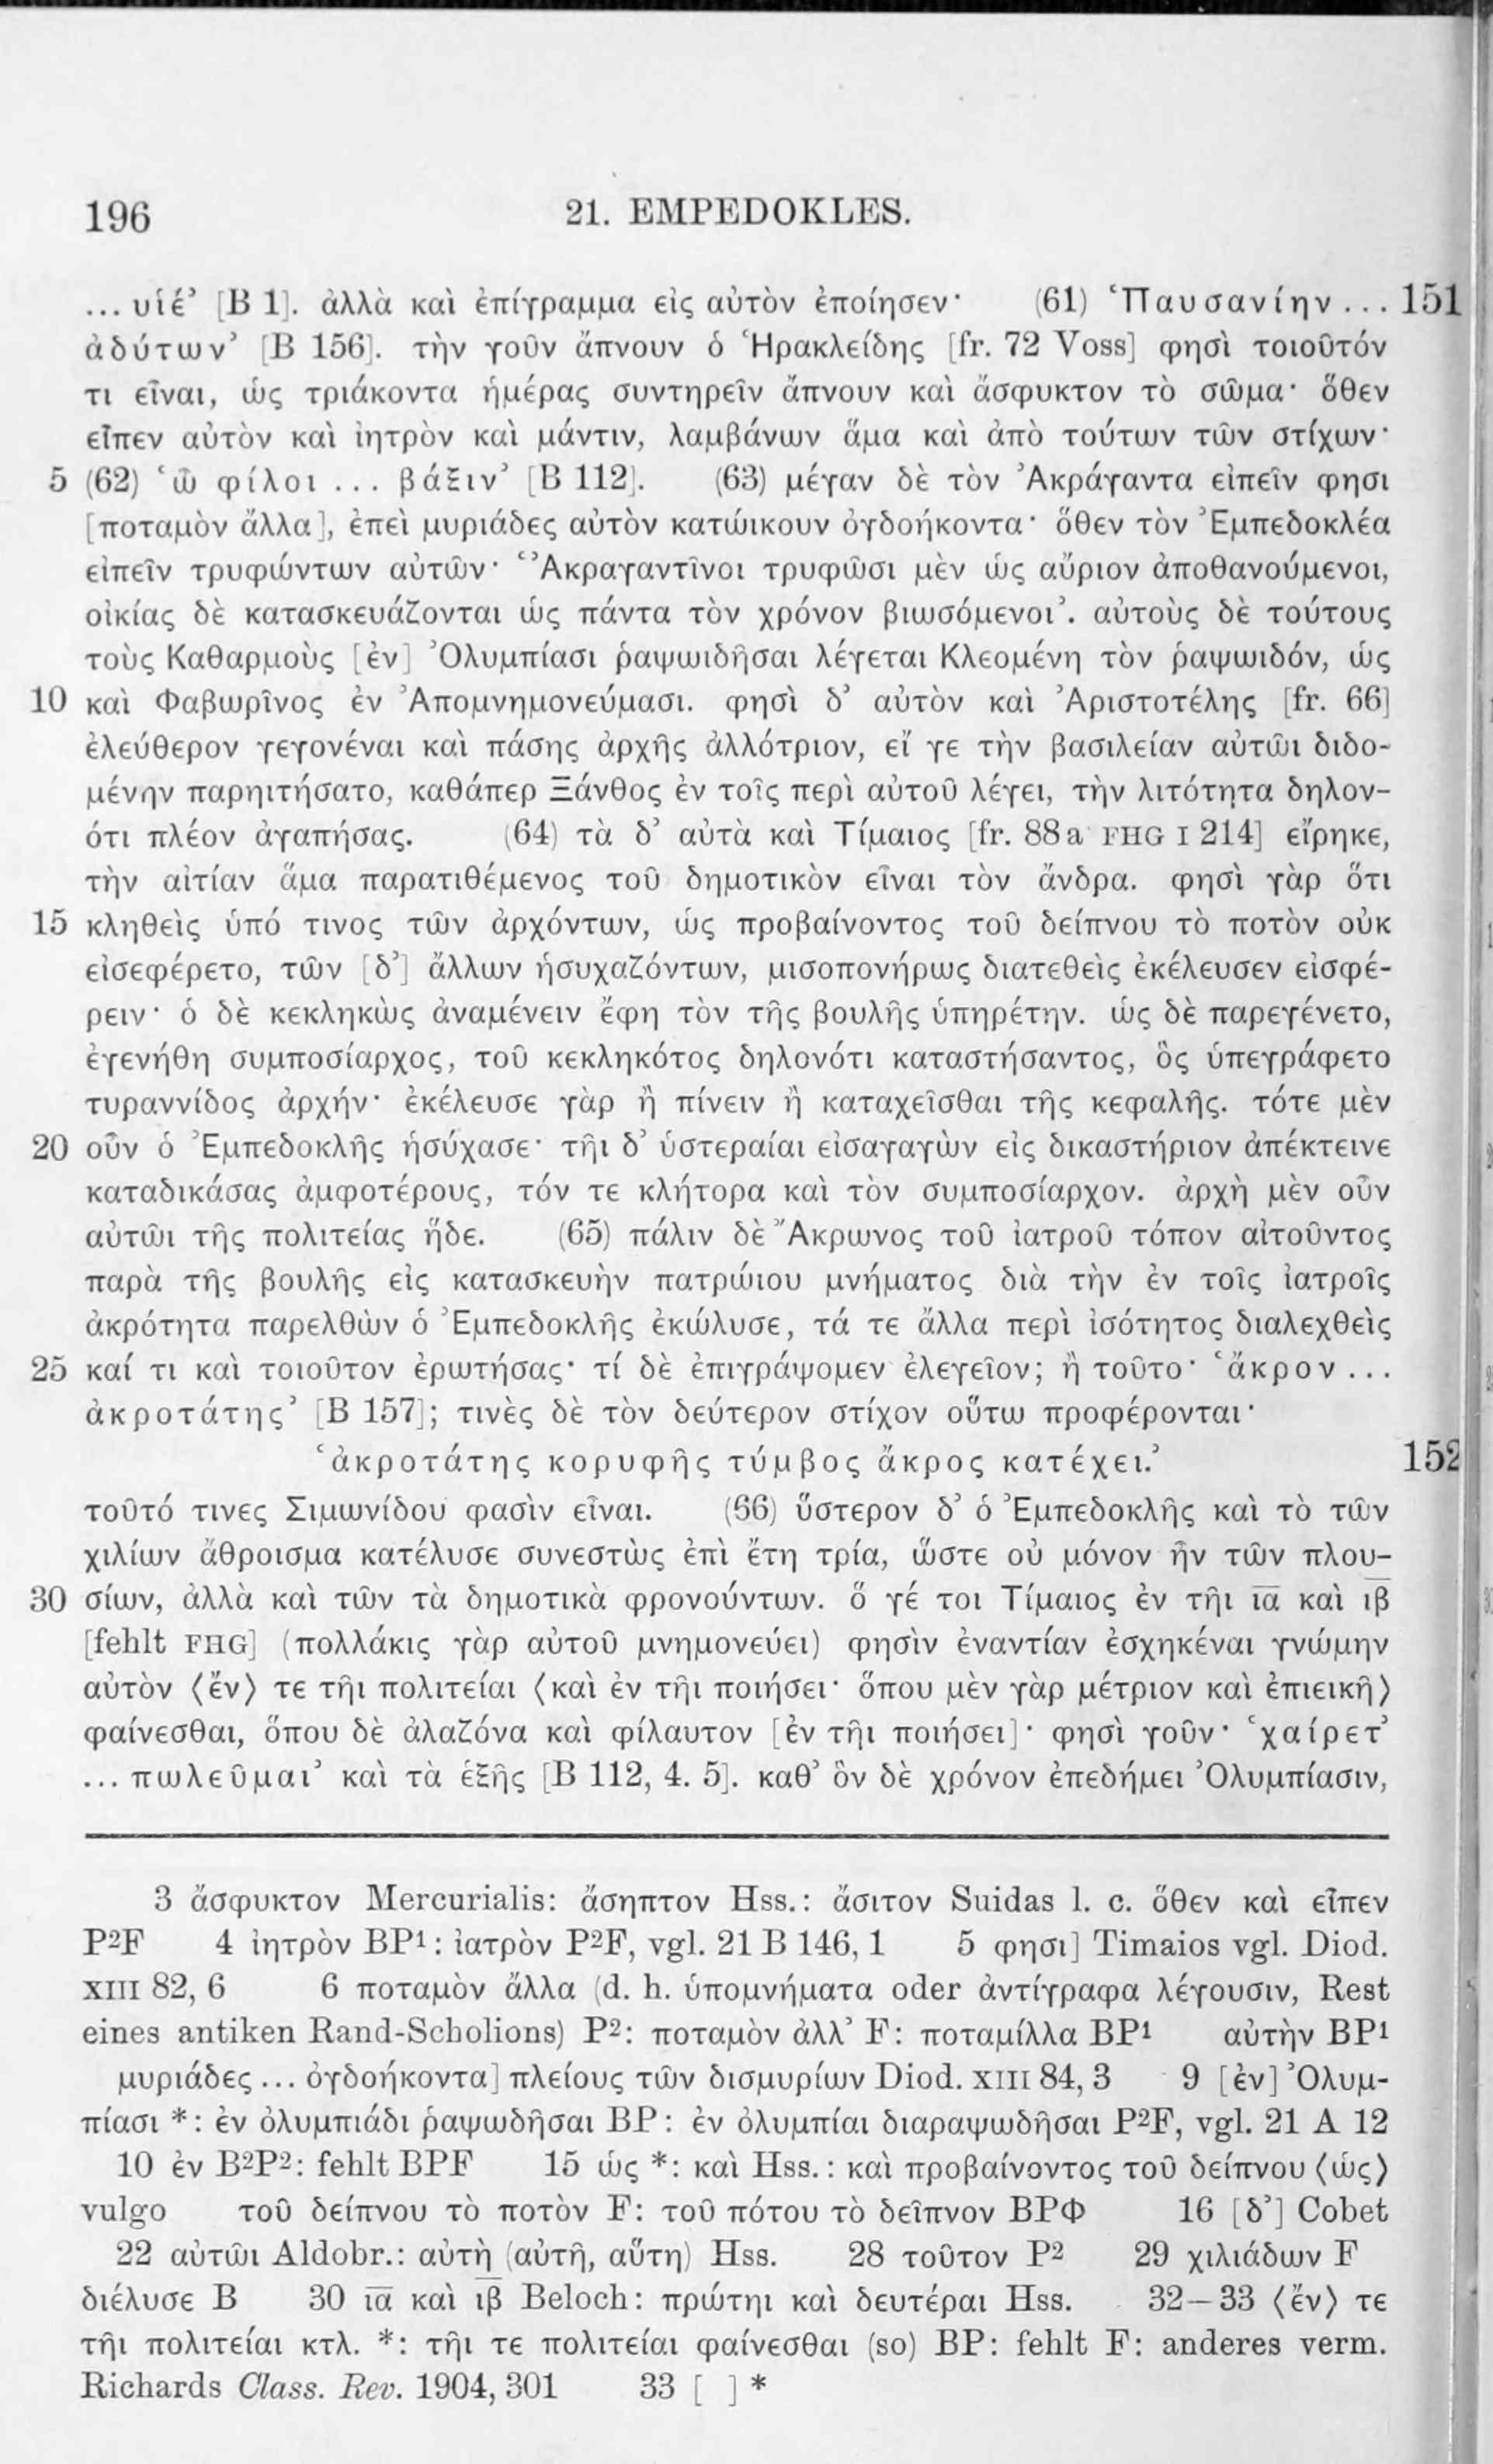 196 21. EMPEDOKLES.
... υἱέ’ [B 1]. ἀλλὰ καὶ ἐπίγραμμα εἰς αὐτὸν ἐποίησεν· (61) ‘Παυσανίην ... 151
ἀδύτων’ [B 156]. τὴν γοῦν ἄπνουν ὁ Ἡρακλείδης [fr. 72 Voss] φησὶ τοιοῦτόν
τι εἶναι, ὡς τριάκοντα ἡμέρας συντηρεῖν ἄπνουν καὶ ἄσφυκτον τὸ σῶμα· ὅθεν
εἶπεν αὐτὸν καὶ ἰητρὸν καὶ μάντιν, λαμβάνων ἅμα καὶ ἀπὸ τούτων τῶν στίχων·
5 (62) ‘ὦ φίλοι ... βάξιν’ [B 112]. (63) μέγαν δὲ τὸν Ἀκράγαντα εἰπεῖν φησι
[ποταμὸν ἄλλα], ἐπεὶ μυριάδες αὐτὸν κατώικουν ὀγδοήκοντα· ὅθεν τὸν Ἐμπεδοκλέα
εἰπεῖν τρυφώντων αὐτῶν· ‘Ἀκραγαντῖνοι τρυφῶσι μὲν ὡς αὔριον ἀποθανούμενοι,
οἰκίας δὲ κατασκευάζονται ὡς πάντα τὸν χρόνον βιωσόμενοι’. αὐτοὺς δὲ τούτους
τοὺς Καθαρμοὺς [ἐν] Ὀλυμπίασι ῥαψωιδῆσαι λέγεται Κλεομένη τὸν ῥαψωιδόν, ὡς
10 καὶ Φαβωρῖνος ἐν Ἀπομνημονεύμασι. φησὶ δ’ αὐτὸν καὶ Ἀριστοτέλης [fr. 66]
ἐλεύθερον γεγονέναι καὶ πάσης ἀρχῆς ἀλλότριον, εἴ γε τὴν βασιλείαν αὐτῶι διδο-
μένην παρηιτήσατο, καθάπερ Ξάνθος ἐν τοῖς περὶ αὐτοῦ λέγει, τὴν λιτότητα δηλον-
ότι πλέον ἀγαπήσας. (64) τὰ δ’ αὐτὰ καὶ Τίμαιος [fr. 88a FHG I 214] εἴρηκε,
τὴν αἰτίαν ἅμα παρατιθέμενος τοῦ δημοτικὸν εἶναι τὸν ἄνδρα. φησὶ γὰρ ὅτι
15 κληθεὶς ὑπό τινος τῶν ἀρχόντων, ὡς προβαίνοντος τοῦ δείπνου τὸ ποτὸν οὐκ
εἰσεφέρετο, τῶν [δ’] ἄλλων ἡσυχαζόντων, μισοπονήρως διατεθεὶς ἐκέλευσεν εἰσφέ-
ρειν· ὁ δὲ κεκληκὼς ἀναμένειν ἔφη τὸν τῆς βουλῆς ὑπηρέτην. ὡς δὲ παρεγένετο,
ἐγενήθη συμποσίαρχος, τοῦ κεκληκότος δηλονότι καταστήσαντος, ὃς ὑπεγράφετο
τυραννίδος ἀρχήν· ἐκέλευσε γὰρ ἢ πίνειν ἢ καταχεῖσθαι τῆς κεφαλῆς. τότε μὲν
20 οὖν ὁ Ἐμπεδοκλῆς ἡσύχασε· τῆι δ’ ὑστεραίαι εἰσαγαγὼν εἰς δικαστήριον ἀπέκτεινε
καταδικάσας ἀμφοτέρους, τόν τε κλήτορα καὶ τὸν συμποσίαρχον. ἀρχὴ μὲν οὖν
αὐτῶι τῆς πολιτείας ἥδε. (65) πάλιν δὲ Ἄκρωνος τοῦ ἰατροῦ τόπον αἰτοῦντος
παρὰ τῆς βουλῆς εἰς κατασκευὴν πατρώιου μνήματος διὰ τὴν ἐν τοῖς ἰατροῖς
ἀκρότητα παρελθὼν ὁ Ἐμπεδοκλῆς ἐκώλυσε, τά τε ἄλλα περὶ ἰσότητος διαλεχθεὶς
25 καί τι καὶ τοιοῦτον ἐρωτήσας· τί δὲ ἐπιγράψομεν ἐλεγεῖον; ἢ τοῦτο· ‘ἄκρον ...
ἀκροτάτης’ [B 157]; τινὲς δὲ τὸν δεύτερον στίχον οὕτω προφέρονται·
‘ἀκροτάτης κορυφῆς τύμβος ἄκρος κατέχει.’ 152
τοῦτό τινες Σιμωνίδου φασὶν εἶναι. (66) ὕστερον δ’ ὁ Ἐμπεδοκλῆς καὶ τὸ τῶν
χιλίων ἄθροισμα κατέλυσε συνεστὼς ἐπὶ ἔτη τρία, ὥστε οὐ μόνον ἦν τῶν πλου-
30 σίων, ἀλλὰ καὶ τῶν τὰ δημοτικὰ φρονούντων. ὅ γέ τοι Τίμαιος ἐν τῆι ι̅α̅ καὶ ι̅β̅
[fehlt FHG] (πολλάκις γὰρ αὐτοῦ μνημονεύει) φησὶν ἐναντίαν ἐσχηκέναι γνώμην
αὐτὸν ⟨ἔν⟩ τε τῆι πολιτείαι ⟨καὶ ἐν τῆι ποιήσει· ὅπου μὲν γὰρ μέτριον καὶ ἐπιεικῆ⟩
φαίνεσθαι, ὅπου δὲ ἀλαζόνα καὶ φίλαυτον [ἐν τῆι ποιήσει]· φησὶ γοῦν· ‘χαίρετ’
... πωλεῦμαι’ καὶ τὰ ἑξῆς [B 112, 4. 5]. καθ’ ὃν δὲ χρόνον ἐπεδήμει Ὀλυμπίασιν,
3 ἄσφυκτον Mercurialis: ἄσηπτον Hss.: ἄσιτον Suidas l. c. ὅθεν καὶ εἶπεν
P²F 4 ἰητρὸν BP¹: ἰατρὸν P²F, vgl. 21 B 146, 1 5 φησι] Timaios vgl. Diod.
XIII 82, 6 6 ποταμὸν ἄλλα (d. h. ὑπομνήματα oder ἀντίγραφα λέγουσιν, Rest
eines antiken Rand-Scholions) P²: ποταμὸν ἀλλ’ F: ποταμίλλα BP¹ αὐτὴν BP¹
μυριάδες ... ὀγδοήκοντα] πλείους τῶν δισμυρίων Diod. XIII 84, 3 9 [ἐν] Ὀλυμ-
πίασι *: ἐν ὀλυμπιάδι ῥαψωδῆσαι BP: ἐν ὀλυμπίαι διαραψωδῆσαι P²F, vgl. 21 A 12
10 ἐν B²P²: fehlt BPF 15 ὡς *: καὶ Hss.: καὶ προβαίνοντος τοῦ δείπνου ⟨ὡς⟩
vulgo τοῦ δείπνου τὸ ποτὸν F: τοῦ πότου τὸ δεῖπνον BPΦ 16 [δ’] Cobet
22 αὐτῶι Aldobr.: αὐτὴ (αὐτῆ, αὕτη) Hss. 28 τοῦτον P² 29 χιλιάδων F
διέλυσε B 30 ι̅α̅ καὶ ι̅β̅ Beloch: πρώτηι καὶ δευτέραι Hss. 32–33 ⟨ἔν⟩ τε
τῆι πολιτείαι κτλ. *: τῆι τε πολιτείαι φαίνεσθαι (so) BP: fehlt F: anderes verm.
Richards Class. Rev. 1904, 301 33 [ ] *